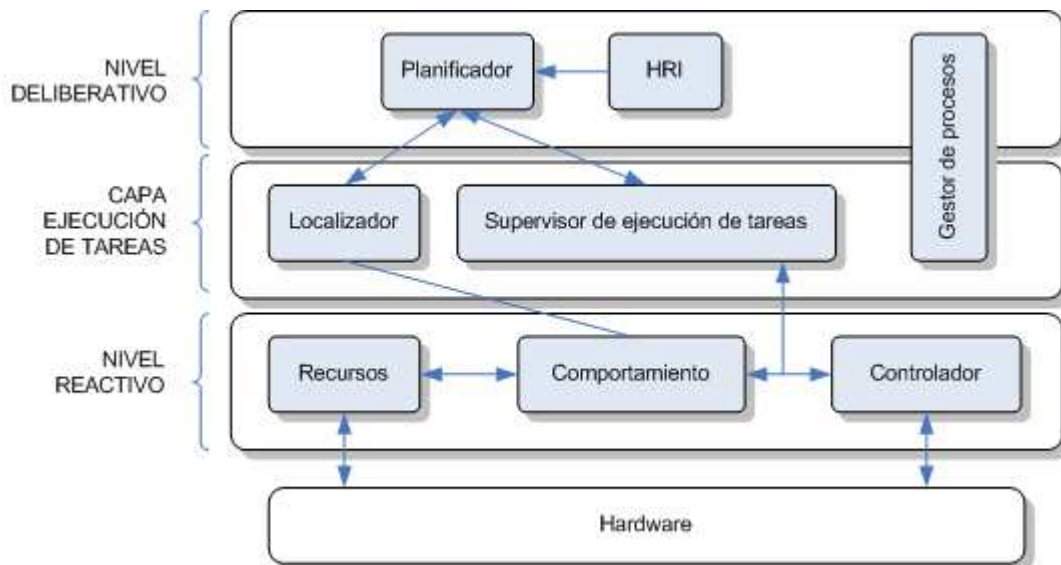 NIVEL
DELIBERATIVO
Planificador
HRI
Gestor de procesos
CAPA
EJECUCIÓN
DE TAREAS
Localizador
Supervisor de ejecución de tareas
NIVEL
REACTIVO
Recursos
Comportamiento
Controlador
Hardware